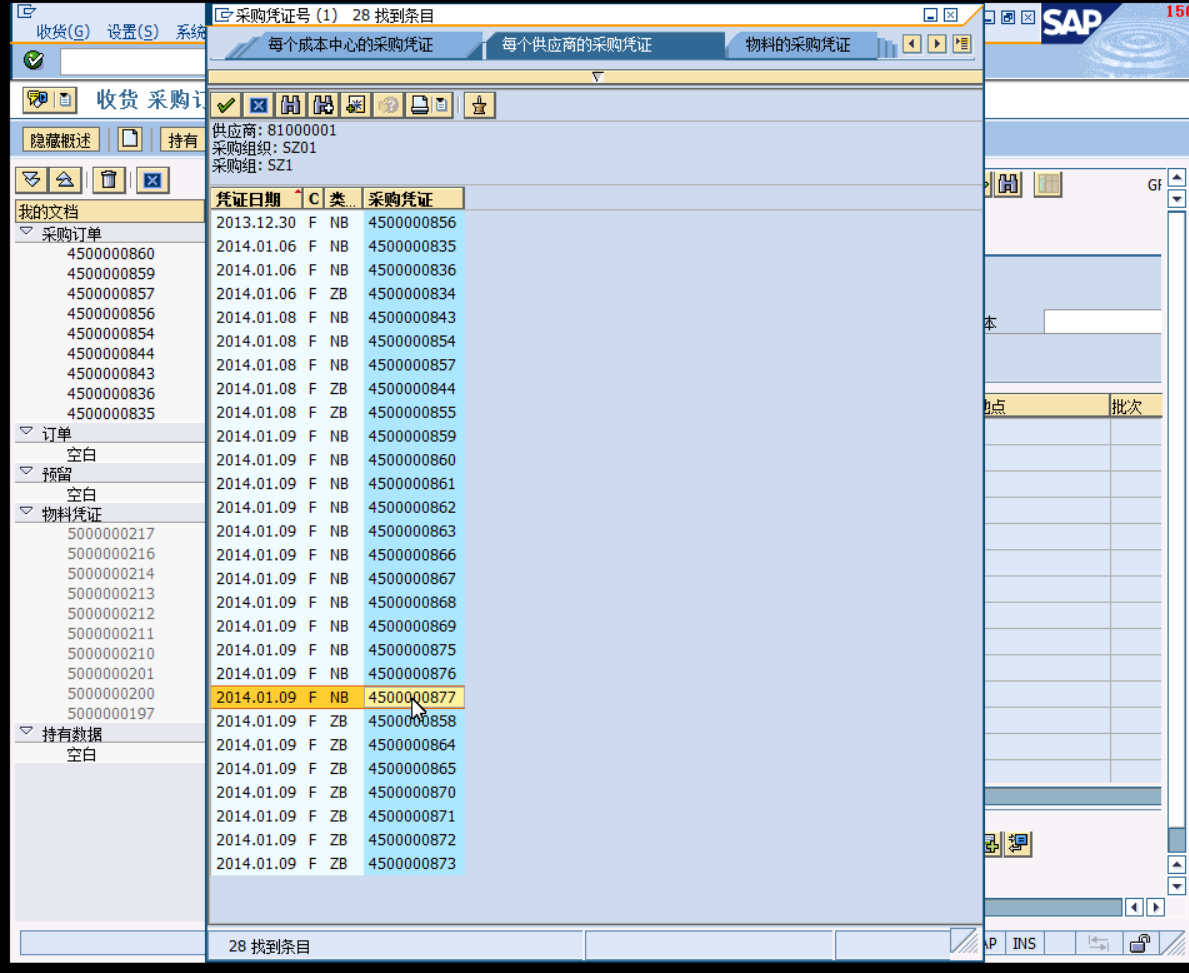 采购凭证号 (1) 28 找到条目
收货(G) 设置(S) 系统
SAP
每个成本中心的采购凭证 每个供应商的采购凭证 物料的采购凭证
收货 采购订
隐藏概述 持有
供应商: 81000001
采购组织: SZ01
采购组: SZ1
我的文档
采购订单
4500000860
4500000859
4500000857
4500000856
4500000854
4500000844
4500000843
4500000836
4500000835
订单
空白
预留
空白
物料凭证
5000000217
5000000216
5000000214
5000000213
5000000212
5000000211
5000000210
5000000201
5000000200
5000000197
持有数据
空白
凭证日期 C 类... 采购凭证
2013.12.30 F NB 4500000856
2014.01.06 F NB 4500000835
2014.01.06 F NB 4500000836
2014.01.06 F ZB 4500000834
2014.01.08 F NB 4500000843
2014.01.08 F NB 4500000854
2014.01.08 F NB 4500000857
2014.01.08 F ZB 4500000844
2014.01.08 F ZB 4500000855
2014.01.09 F NB 4500000859
2014.01.09 F NB 4500000860
2014.01.09 F NB 4500000861
2014.01.09 F NB 4500000862
2014.01.09 F NB 4500000863
2014.01.09 F NB 4500000866
2014.01.09 F NB 4500000867
2014.01.09 F NB 4500000868
2014.01.09 F NB 4500000869
2014.01.09 F NB 4500000875
2014.01.09 F NB 4500000876
2014.01.09 F NB 4500000877
2014.01.09 F ZB 4500000858
2014.01.09 F ZB 4500000864
2014.01.09 F ZB 4500000865
2014.01.09 F ZB 4500000870
2014.01.09 F ZB 4500000871
2014.01.09 F ZB 4500000872
2014.01.09 F ZB 4500000873
28 找到条目
本
地点 批次
INS